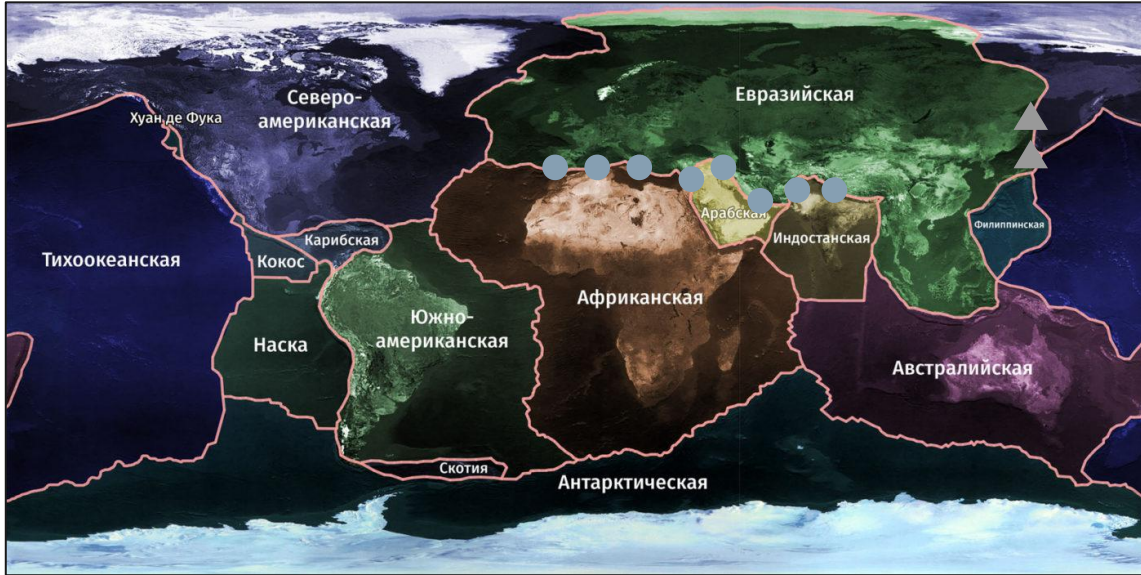 Северо-
американская
Хуан де Фука
Евразийская
Карибская
Арабская
Филиппинская
Тихоокеанская
Кокос
Индостанская
Африканская
Южно-
американская
Наска
Австралийская
Скотия
Антарктическая